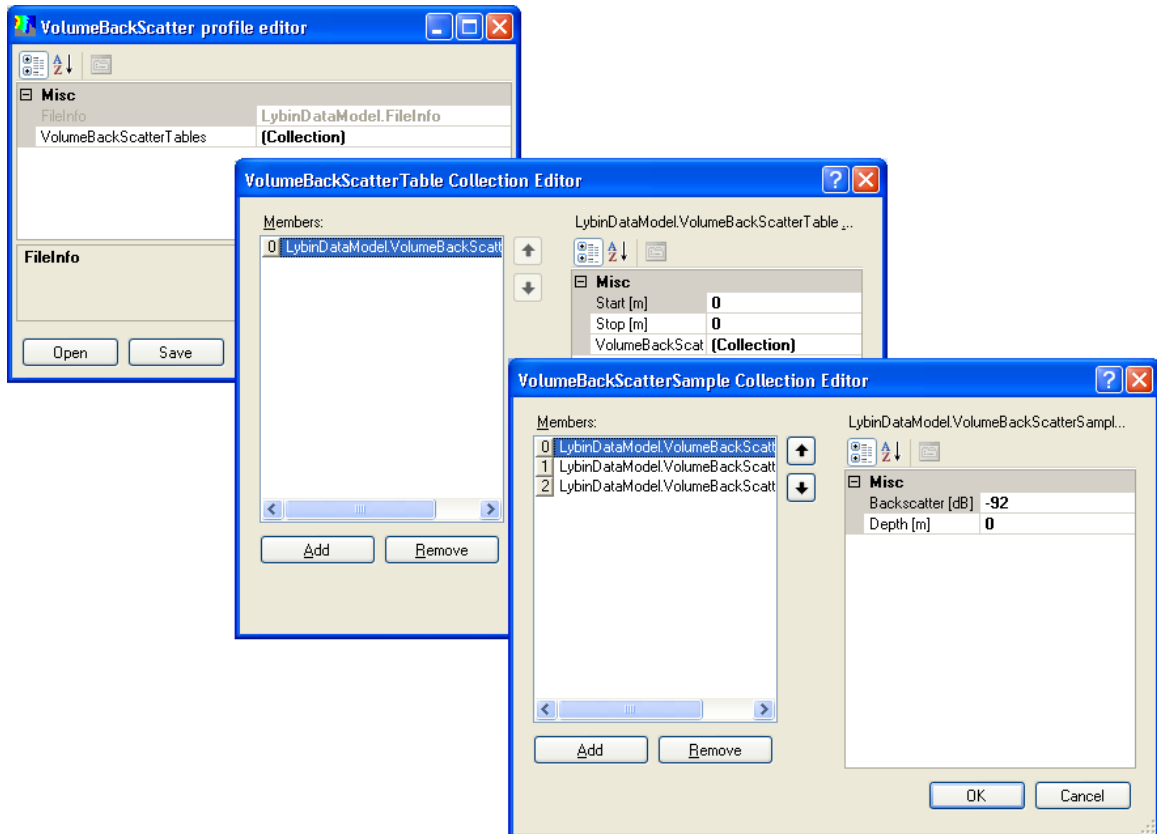 VolumeBackScatter profile editor
Misc
FileInfo LybinDataModel.FileInfo
VolumeBackScatterTables (Collection)
FileInfo
Open Save
VolumeBackScatterTable Collection Editor
Members:
0 LybinDataModel.VolumeBackScatt
LybinDataModel.VolumeBackScatterTable ...
Misc
Start [m] 0
Stop [m] 0
VolumeBackScat (Collection)
Add Remove
VolumeBackScatterSample Collection Editor
Members:
0 LybinDataModel.VolumeBackScatt
1 LybinDataModel.VolumeBackScatt
2 LybinDataModel.VolumeBackScatt
LybinDataModel.VolumeBackScatterSampl...
Misc
Backscatter [dB] -92
Depth [m] 0
Add Remove
OK Cancel